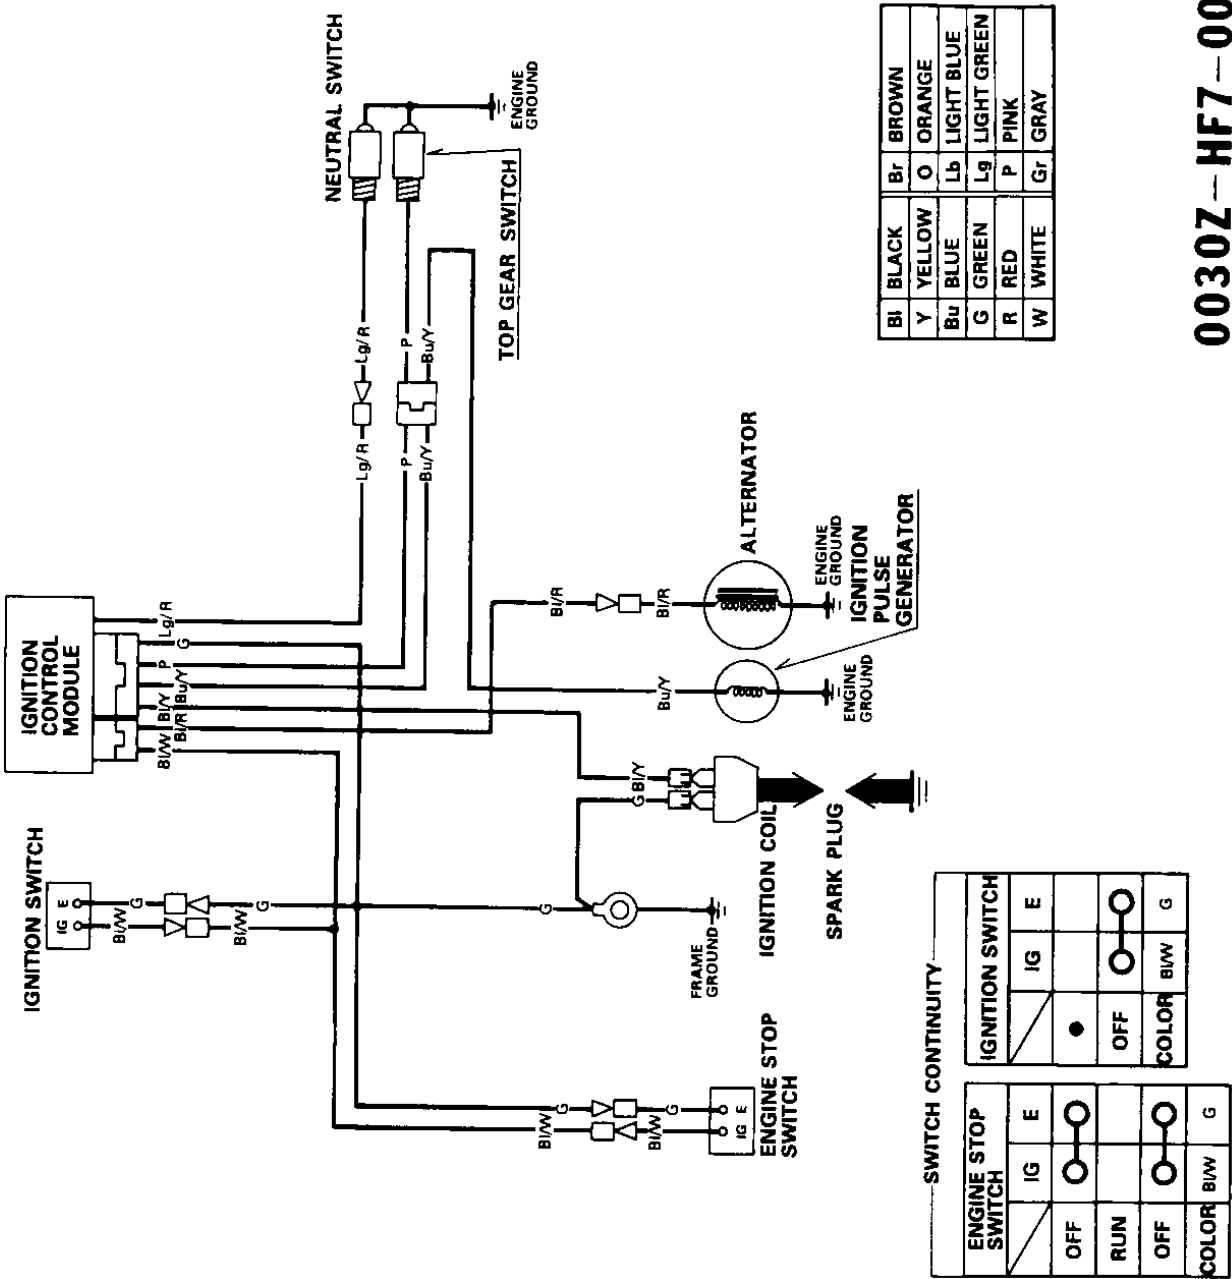 IGNITION SWITCH
IG E
Bl/W G
Bl/W G
IGNITION
CONTROL
MODULE
Bl/W
Bl/R
Bl/Y
Bu/Y
P
G
Lg/R
NEUTRAL SWITCH
Lg/R Lg/R
P P
Bu/Y Bu/Y
TOP GEAR SWITCH
ENGINE
GROUND
ENGINE STOP
SWITCH
IG E
Bl/W G
Bl/W G
G
FRAME
GROUND
G Bl/Y
IGNITION COIL
SPARK PLUG
Bu/Y
ENGINE
GROUND
IGNITION
PULSE
GENERATOR
Bl/R Bl/R
ALTERNATOR
ENGINE
GROUND
SWITCH CONTINUITY
ENGINE STOP
SWITCH
IG E
OFF
RUN
OFF
COLOR Bl/W G
IGNITION SWITCH
IG E
OFF
COLOR Bl/W G
Bl BLACK Br BROWN
Y YELLOW O ORANGE
Bu BLUE Lb LIGHT BLUE
G GREEN Lg LIGHT GREEN
R RED P PINK
W WHITE Gr GRAY
0030Z-HF7-00